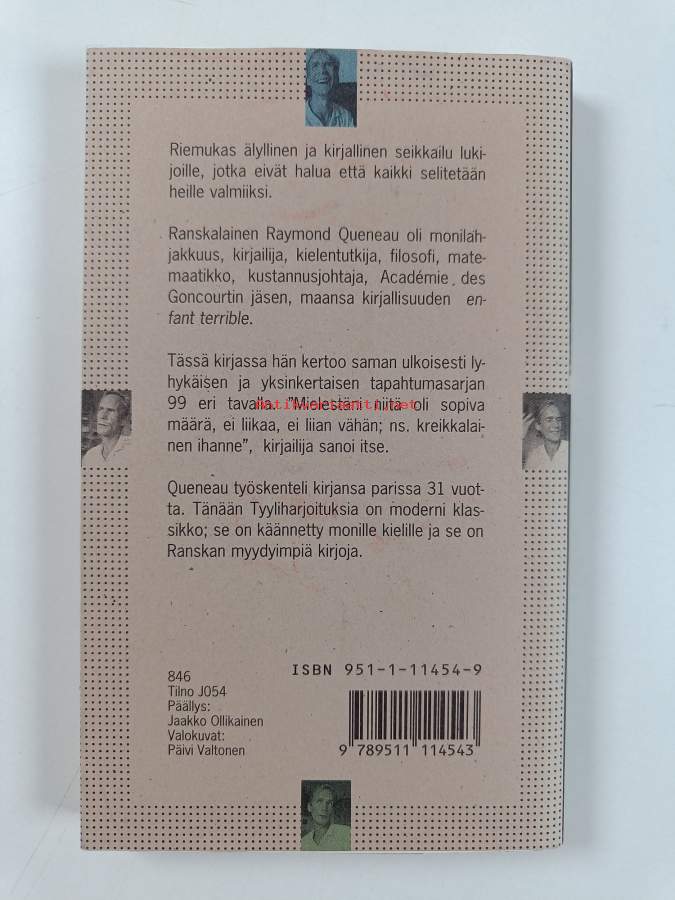 Riemukas älyllinen ja kirjallinen seikkailu luki-
joille, jotka eivät halua että kaikki selitetään
heille valmiiksi.
Ranskalainen Raymond Queneau oli monilah-
jakkuus, kirjailija, kielentutkija, filosofi, mate-
maatikko, kustannusjohtaja, Académie des
Goncourtin jäsen, maansa kirjallisuuden en-
fant terrible.
Tässä kirjassa hän kertoo saman ulkoisesti ly-
hykäisen ja yksinkertaisen tapahtumasarjan
99 eri tavalla. "Mielestäni niitä oli sopiva
määrä, ei liikaa, ei liian vähän; ns. kreikkalai-
nen ihanne", kirjailija sanoi itse.
Queneau työskenteli kirjansa parissa 31 vuot-
ta. Tänään Tyyliharjoituksia on moderni klas-
sikko; se on käännetty monille kielille ja se on
Ranskan myydyimpiä kirjoja.
846
Tilno J054
Päällys:
Jaakko Ollikainen
Valokuvat:
Päivi Valtonen
ISBN 951-1-11454-9
9 789511 114543